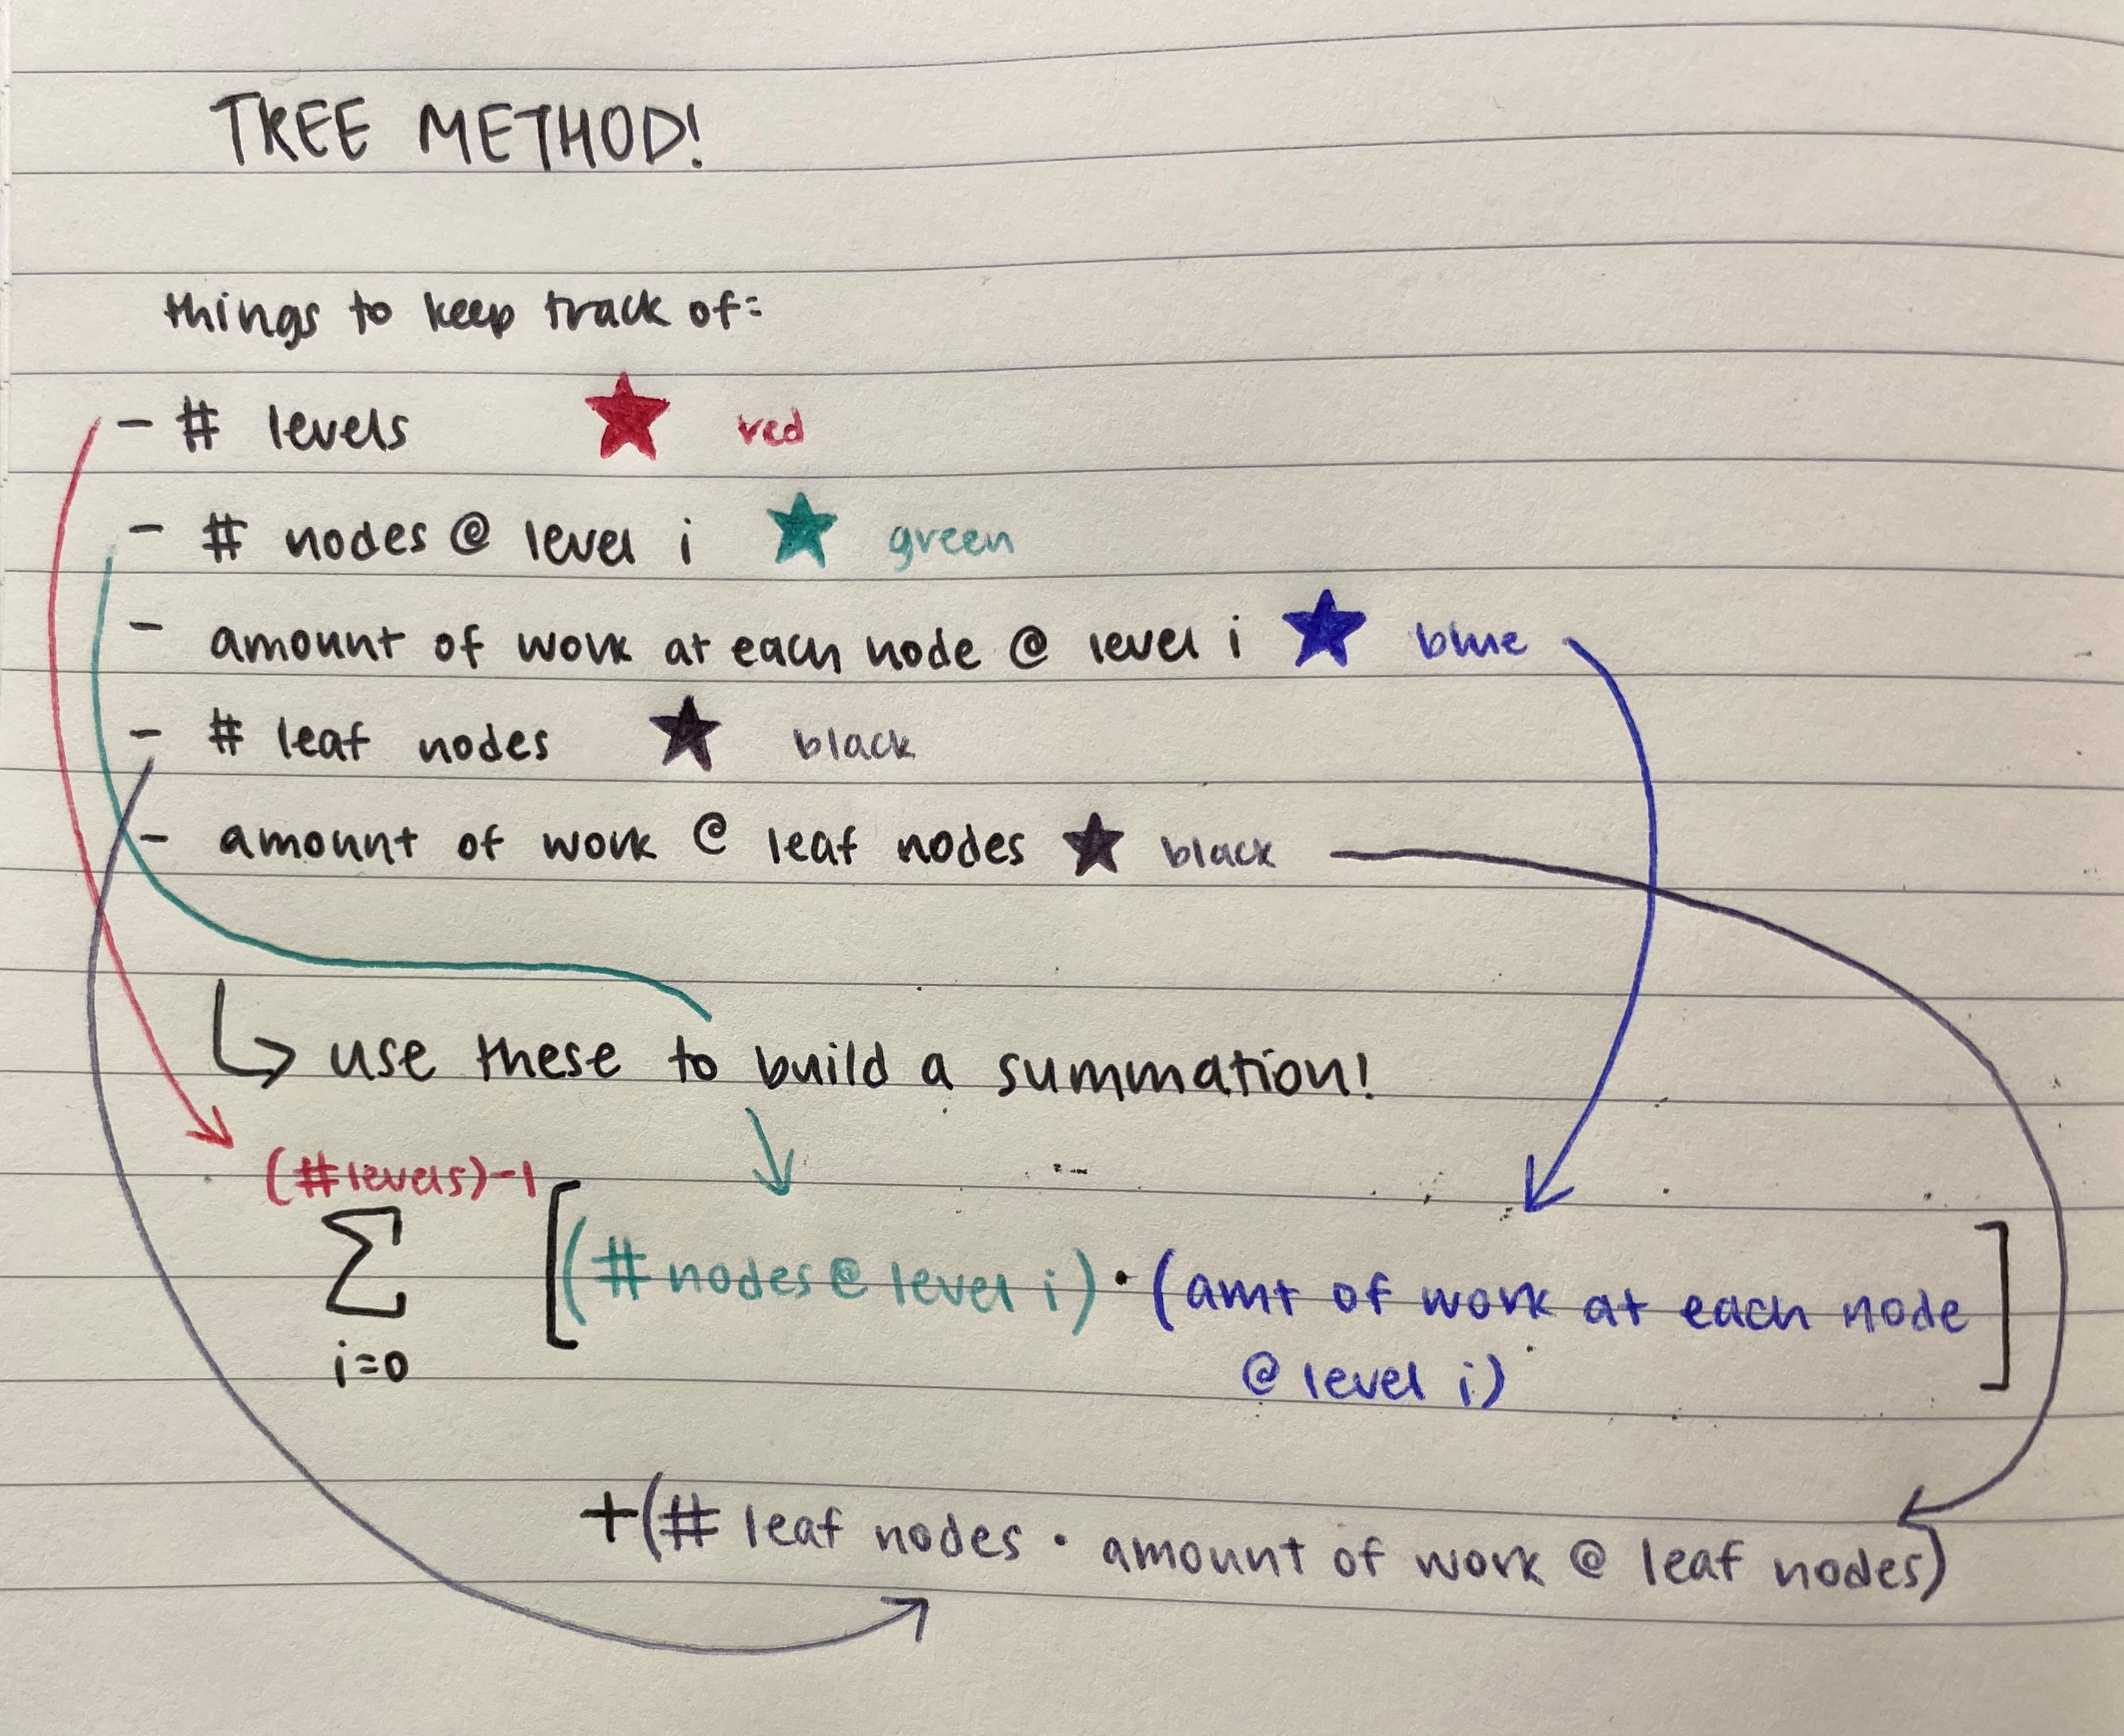 TREE METHOD!
things to keep track of:
- # levels ★ red
- # nodes @ level i ★ green
- amount of work at each node @ level i ★ blue
- # leaf nodes ★ black
- amount of work @ leaf nodes ★ black
↳ use these to build a summation!
(#levels)-1
Σ [(#nodes@level i) · (amt of work at each node
@ level i)]
i=0
+(# leaf nodes · amount of work @ leaf nodes)